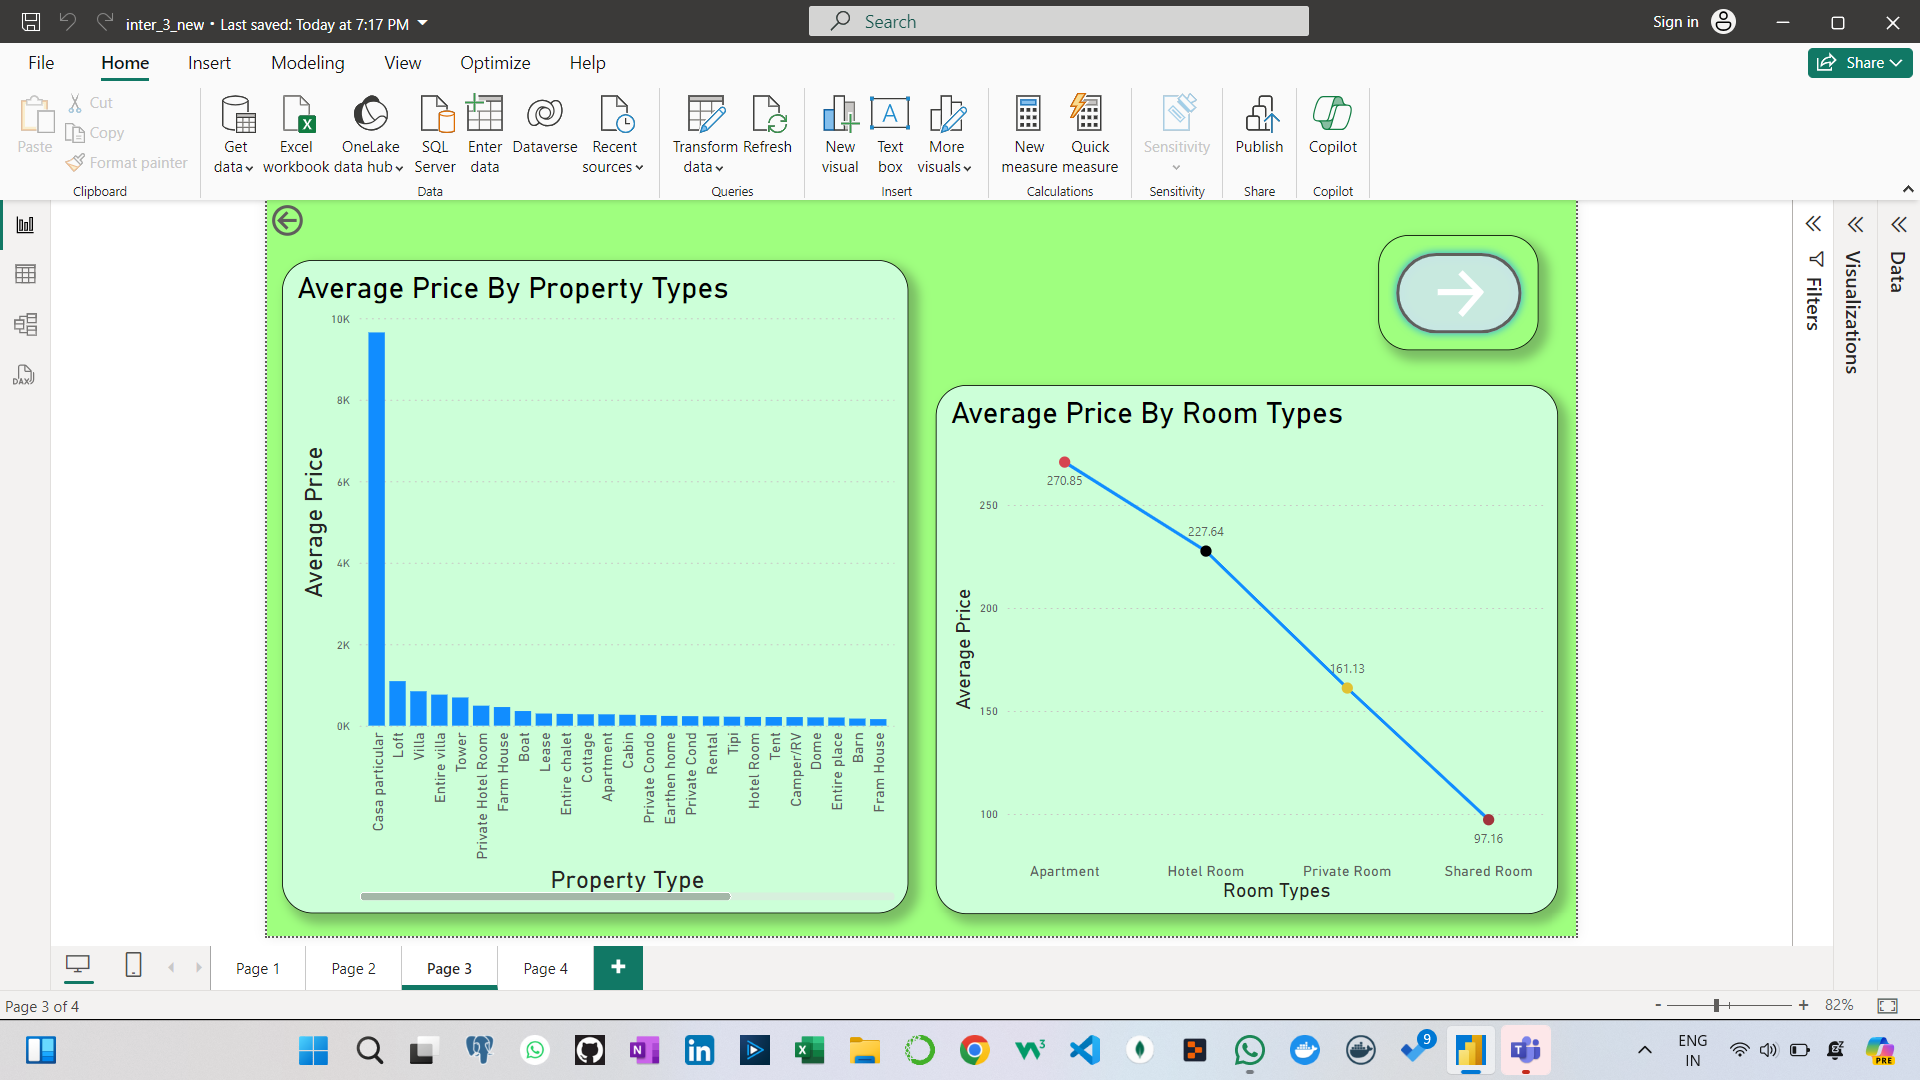 inter_3_new • Last saved: Today at 7:17 PM
Search
Sign in
File Home Insert Modeling View Optimize Help
Share
Paste
Cut
Copy
Format painter
Clipboard
Get data
Excel workbook
OneLake data hub
SQL Server
Enter data
Dataverse
Recent sources
Data
Transform data
Refresh
Queries
New visual
Text box
More visuals
Insert
New measure
Quick measure
Calculations
Sensitivity
Sensitivity
Publish
Share
Copilot
Copilot
DAX
Average Price By Property Types
Average Price
10K
8K
6K
4K
2K
0K
Casa particular
Loft
Villa
Entire villa
Tower
Private Hotel Room
Farm House
Boat
Lease
Entire chalet
Cottage
Apartment
Cabin
Private Condo
Earthen home
Private Cond
Rental
Tipi
Hotel Room
Tent
Camper/RV
Dome
Entire place
Barn
Fram House
Property Type
Average Price By Room Types
Average Price
250
200
150
100
270.85
227.64
161.13
97.16
Apartment
Hotel Room
Private Room
Shared Room
Room Types
Filters
Visualizations
Data
Page 1
Page 2
Page 3
Page 4
+
Page 3 of 4
- + 82%
N
in
X
W3
9
ENG
IN
PRE